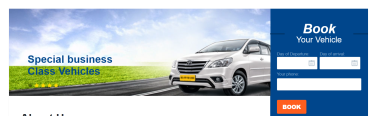 Special business
Class Vehicles
Book
Your Vehicle
Day of Departure
Day of arrival
Your phone
BOOK